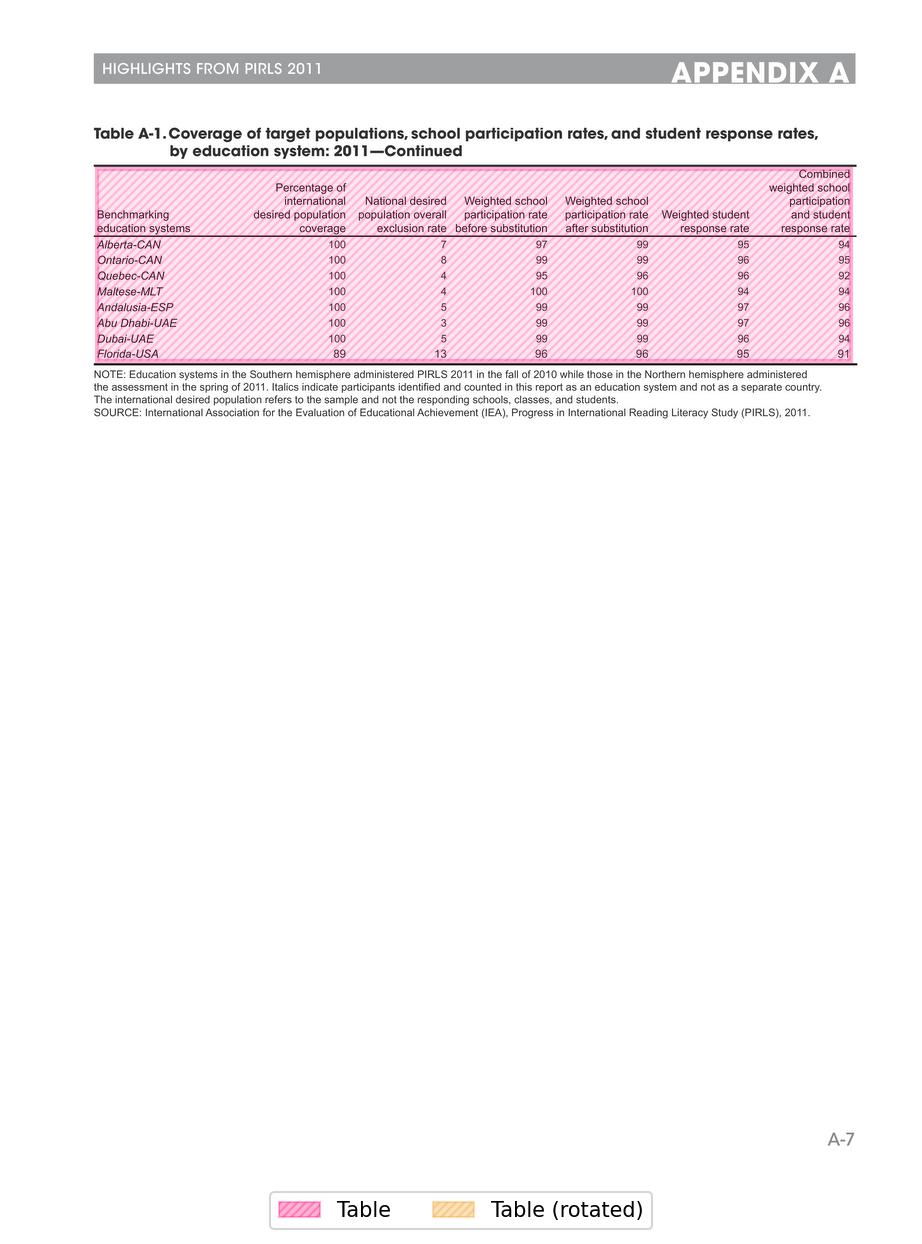 HIGHLIGHTS FROM PIRLS 2011 APPENDIX A
Table A-1. Coverage of target populations, school participation rates, and student response rates,
by education system: 2011—Continued
Benchmarking education systems Percentage of international desired population coverage National desired population overall exclusion rate Weighted school participation rate before substitution Weighted school participation rate after substitution Weighted student response rate Combined weighted school participation and student response rate
Alberta-CAN 100 7 97 99 95 94
Ontario-CAN 100 8 99 99 96 95
Quebec-CAN 100 4 95 96 96 92
Maltese-MLT 100 4 100 100 94 94
Andalusia-ESP 100 5 99 99 97 96
Abu Dhabi-UAE 100 3 99 99 97 96
Dubai-UAE 100 5 99 99 96 94
Florida-USA 89 13 96 96 95 91
NOTE: Education systems in the Southern hemisphere administered PIRLS 2011 in the fall of 2010 while those in the Northern hemisphere administered
the assessment in the spring of 2011. Italics indicate participants identified and counted in this report as an education system and not as a separate country.
The international desired population refers to the sample and not the responding schools, classes, and students.
SOURCE: International Association for the Evaluation of Educational Achievement (IEA), Progress in International Reading Literacy Study (PIRLS), 2011.
A-7
Table Table (rotated)